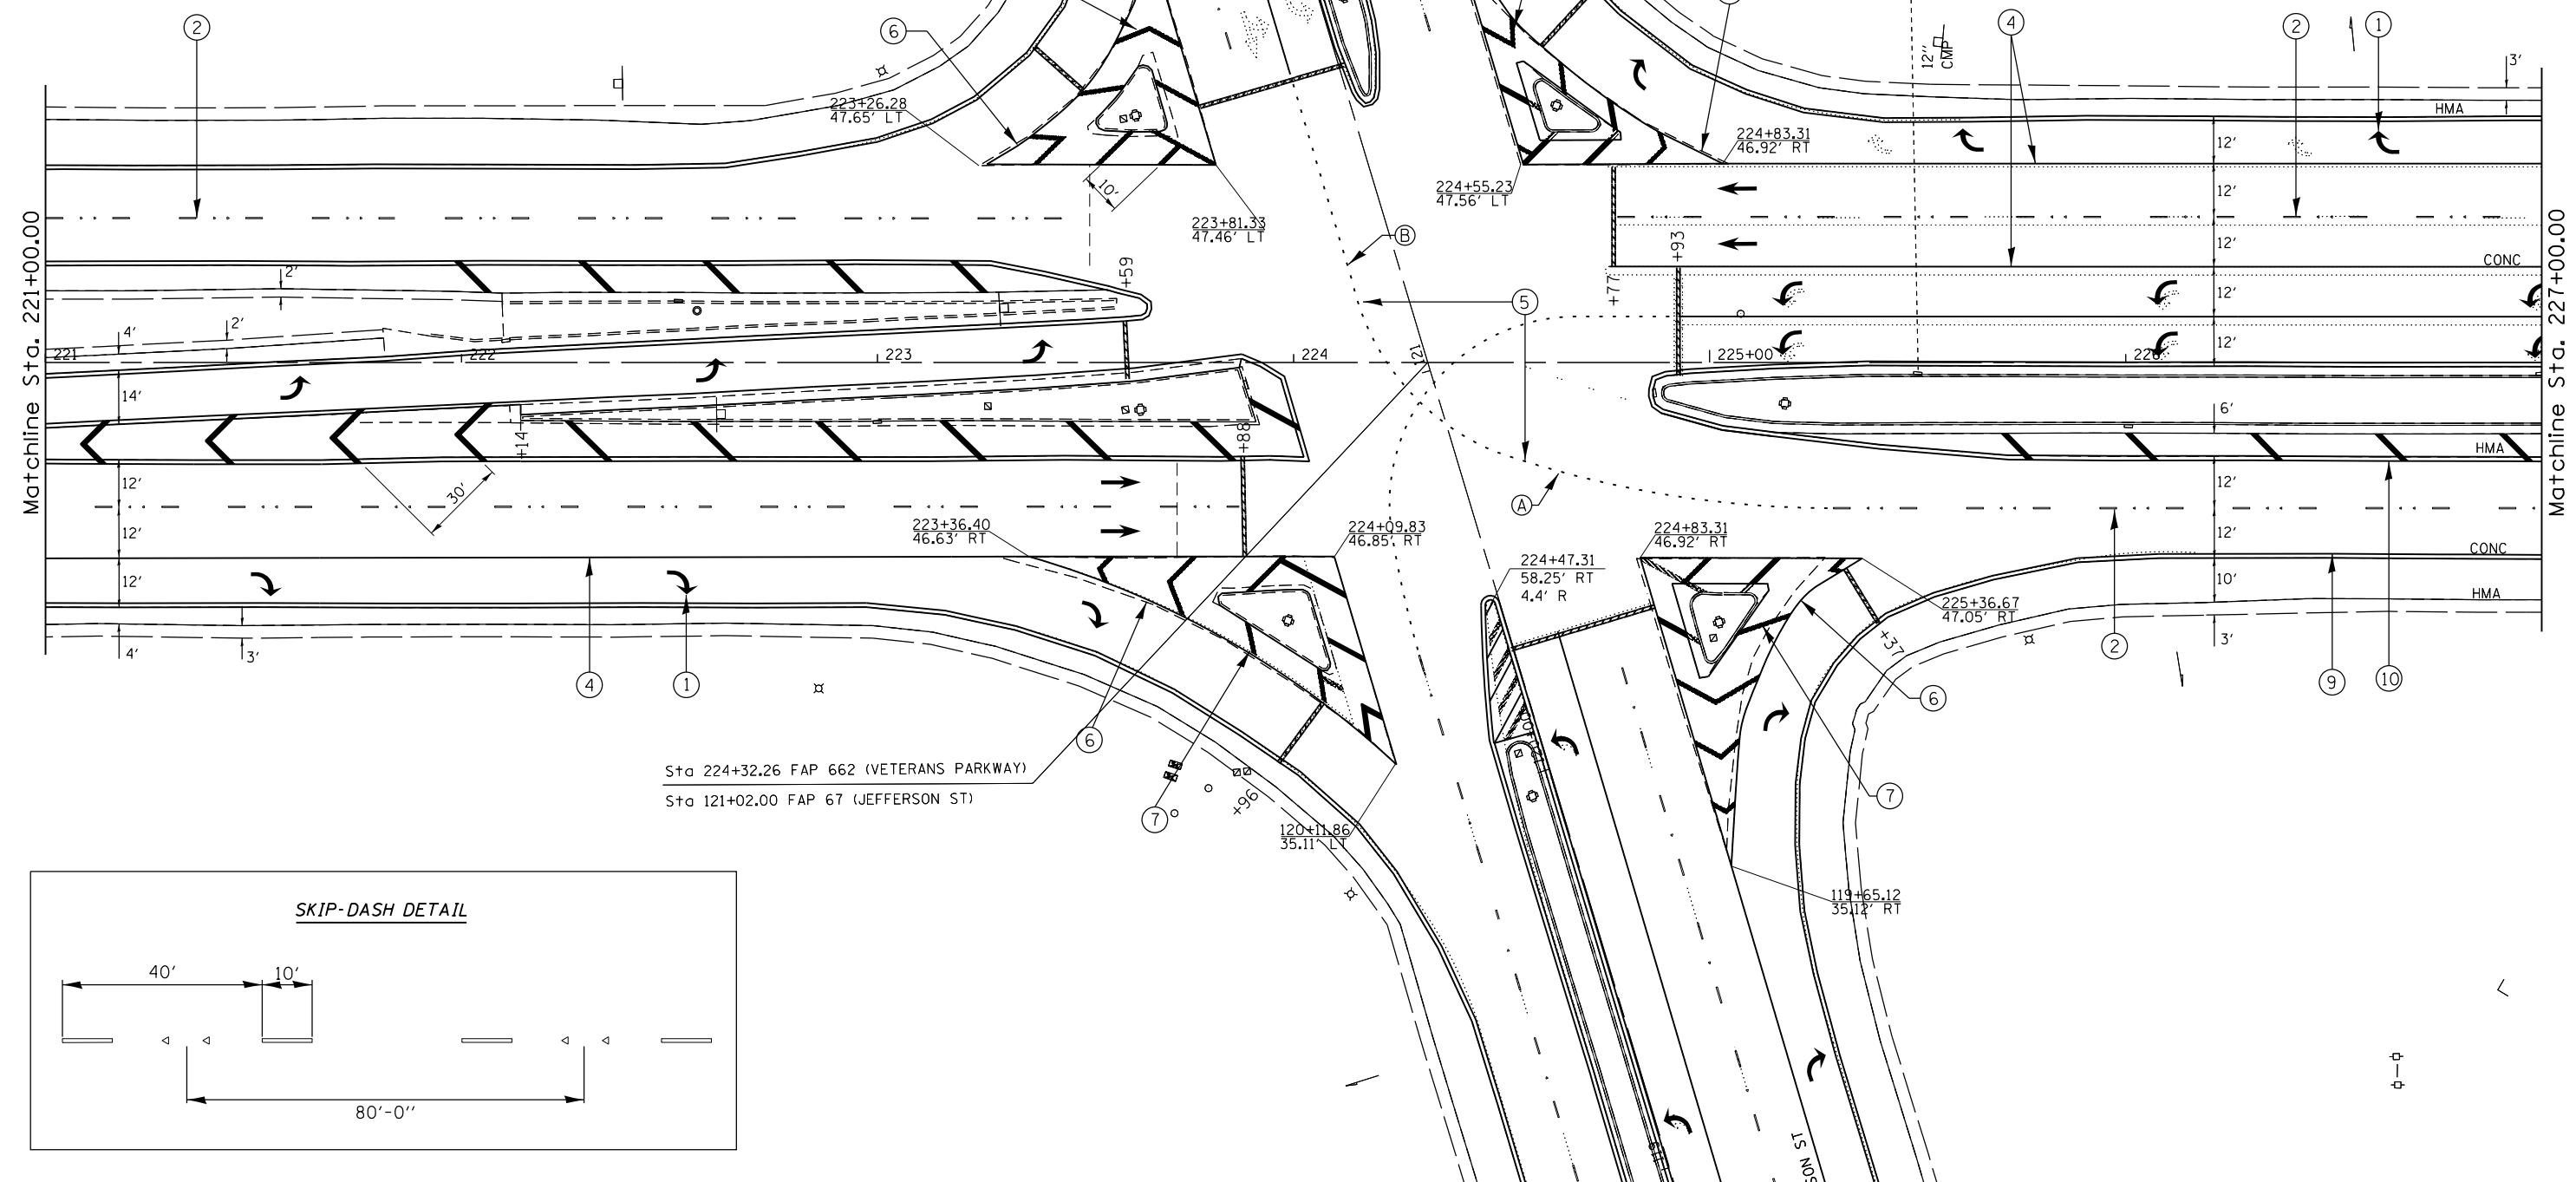 2
6
4
2
1
3'
12''
CMP
HMA
223+26.28
47.65' LT
224+83.31
46.92' RT
12'
10'
224+55.23
47.56' LT
12'
223+81.33
47.46' LT
B
Matchline Sta. 221+00.00
Matchline Sta. 227+00.00
+93
12'
CONC
+59
2'
+77
12'
5
4'
2'
12'
221
222
223
224
121
225+00
226
14'
6'
+14
+88
HMA
12'
30'
12'
A
12'
223+36.40
46.63' RT
224+09.83
46.85' RT
224+83.31
46.92' RT
12'
CONC
224+47.31
58.25' RT
4.4' R
12'
10'
HMA
225+36.67
47.05' RT
4'
3'
+37
3'
2
4
1
6
9
10
6
Sta 224+32.26 FAP 662 (VETERANS PARKWAY)
Sta 121+02.00 FAP 67 (JEFFERSON ST)
7
+96
7
120+11.86
35.11' LT
119+65.12
35.12' RT
SKIP-DASH DETAIL
40'
10'
80'-0''
SON ST